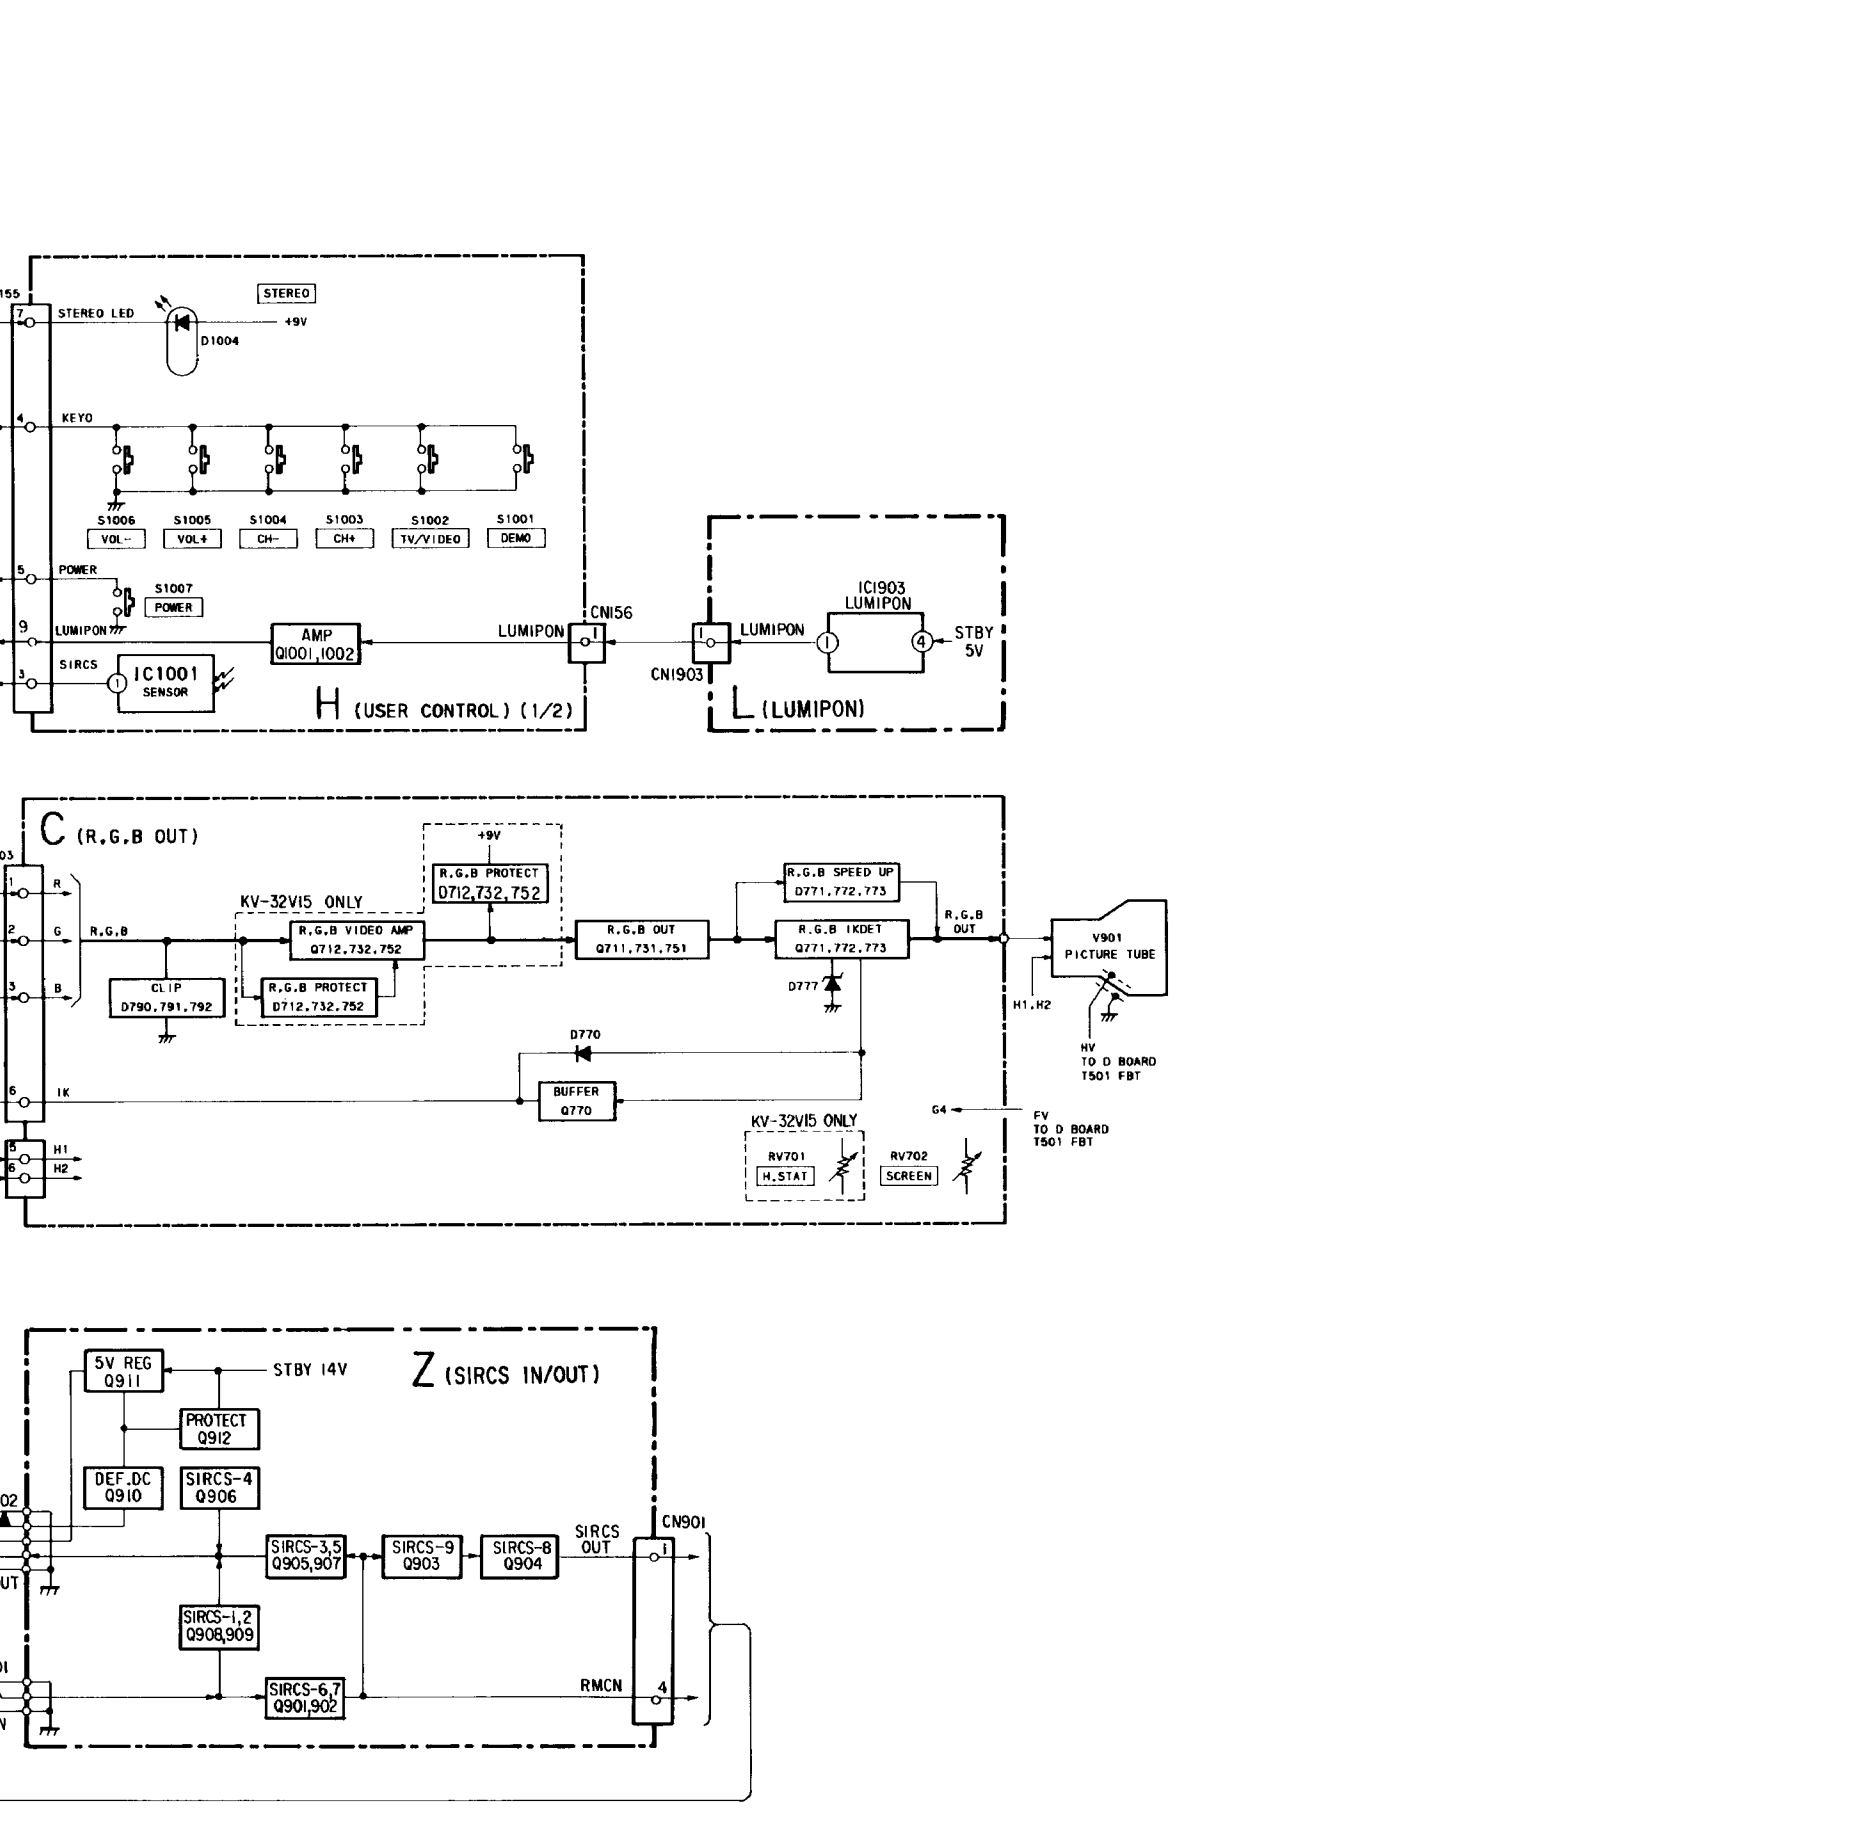 155
STEREO
7
STEREO LED
+9V
D1004
4
KEYO
S1006
VOL-
S1005
VOL+
S1004
CH-
S1003
CH+
S1002
TV/VIDEO
S1001
DEMO
5
POWER
S1007
POWER
9
LUMIPON
AMP
Q1001,1002
LUMIPON
CN156
1
3
SIRCS
1
IC1001
SENSOR
H (USER CONTROL) (1/2)
1
CN1903
LUMIPON
IC1903
LUMIPON
1
4
STBY
5V
L (LUMIPON)
C (R.G.B OUT)
03
1
R
2
G
3
B
R.G.B
CLIP
D790,791,792
KV-32V15 ONLY
R.G.B VIDEO AMP
Q712,732,752
R.G.B PROTECT
D712,732,752
+9V
R.G.B PROTECT
D712,732,752
R.G.B OUT
Q711,731,751
R.G.B SPEED UP
D771,772,773
R.G.B IKDET
Q771,772,773
D777
R.G.B
OUT
V901
PICTURE TUBE
H1,H2
HV
TO D BOARD
T501 FBT
D770
BUFFER
Q770
6
IK
G4
FV
TO D BOARD
T501 FBT
KV-32V15 ONLY
RV701
H.STAT
RV702
SCREEN
5
H1
6
H2
Z (SIRCS IN/OUT)
5V REG
Q911
STBY 14V
PROTECT
Q912
DEF.DC
Q910
SIRCS-4
Q906
02
SIRCS-3,5
Q905,907
SIRCS-9
Q903
SIRCS-8
Q904
SIRCS
OUT
CN901
1
UT
SIRCS-1,2
Q908,909
01
SIRCS-6,7
Q901,902
RMCN
4
N